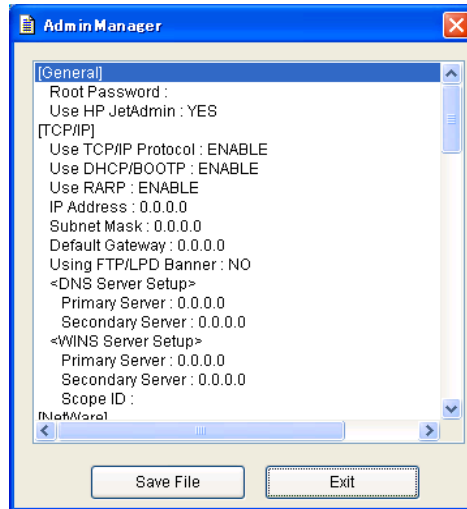 AdminManager
[General]
Root Password :
Use HP JetAdmin : YES
[TCP/IP]
Use TCP/IP Protocol : ENABLE
Use DHCP/BOOTP : ENABLE
Use RARP : ENABLE
IP Address : 0.0.0.0
Subnet Mask : 0.0.0.0
Default Gateway : 0.0.0.0
Using FTP/LPD Banner : NO
<DNS Server Setup>
Primary Server : 0.0.0.0
Secondary Server : 0.0.0.0
<WINS Server Setup>
Primary Server : 0.0.0.0
Secondary Server : 0.0.0.0
Scope ID :
[NetWare]
Save File
Exit